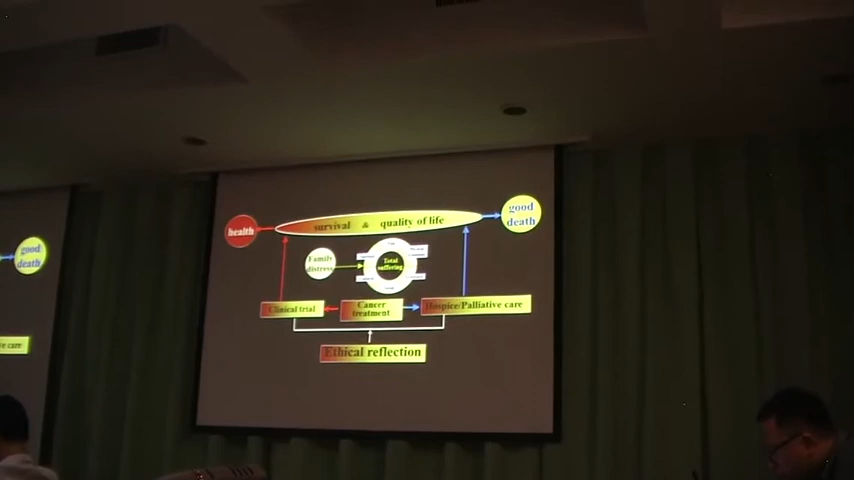 health
survival & quality of life
good
death
good
death
Family
distress
Total
suffering
Clinical trial
Cancer
treatment
Hospice/Palliative care
ve care
Ethical reflection